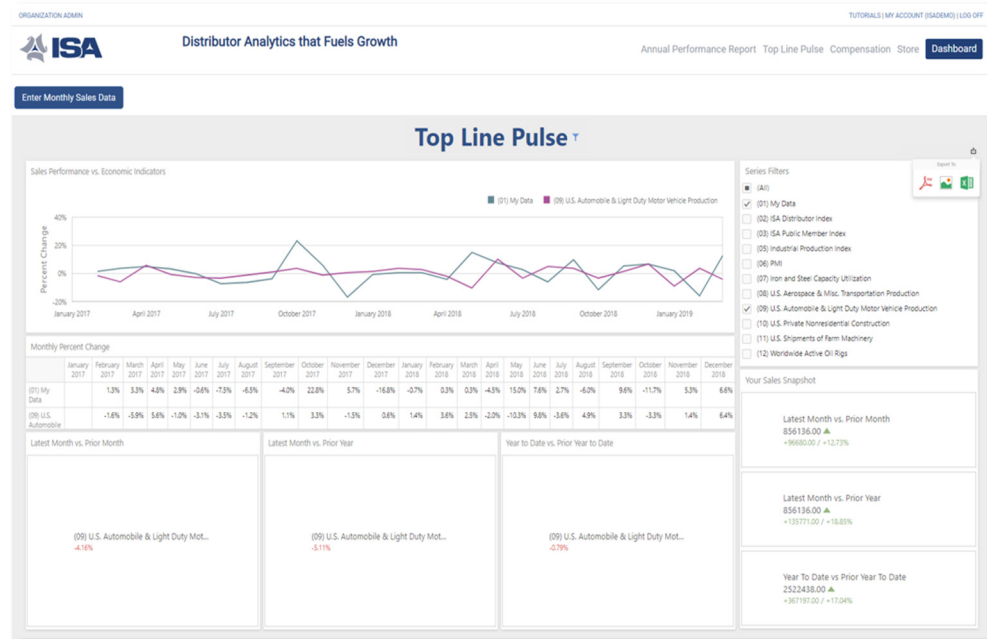 ORGANIZATION ADMIN
TUTORIALS | MY ACCOUNT (ISADEMO) | LOG OFF
ISA
Distributor Analytics that Fuels Growth
Annual Performance Report Top Line Pulse Compensation Store Dashboard
Enter Monthly Sales Data
Top Line Pulse
Sales Performance vs. Economic Indicators
(01) My Data (09) U.S. Automobile & Light Duty Motor Vehicle Production
Percent Change
40%
20%
0%
-20%
January 2017 April 2017 July 2017 October 2017 January 2018 April 2018 July 2018 October 2018 January 2019
Monthly Percent Change
January 2017 February 2017 March 2017 April 2017 May 2017 June 2017 July 2017 August 2017 September 2017 October 2017 November 2017 December 2017 January 2018 February 2018 March 2018 April 2018 May 2018 June 2018 July 2018 August 2018 September 2018 October 2018 November 2018 December 2018
(01) My Data 1.3% 3.3% 4.8% 2.9% -0.6% -7.5% -6.5% -4.0% 22.8% 5.7% -16.8% -0.7% 0.3% 0.3% -4.5% 15.0% 7.6% 2.7% -6.0% 9.6% -11.7% 5.3% 6.6%
(09) U.S. Automobile -1.6% -5.9% 5.6% -1.0% -3.1% -3.5% -1.2% 1.1% 3.3% -1.5% 0.6% 1.4% 3.6% 2.5% -2.0% -10.3% 9.8% -3.6% 4.9% 3.3% -3.3% 1.4% 6.4%
Latest Month vs. Prior Month
(09) U.S. Automobile & Light Duty Mot...
-4.16%
Latest Month vs. Prior Year
(09) U.S. Automobile & Light Duty Mot...
-5.11%
Year to Date vs. Prior Year to Date
(09) U.S. Automobile & Light Duty Mot...
-0.79%
Export To
Series Filters
(All)
(01) My Data
(02) ISA Distributor Index
(03) ISA Public Member Index
(05) Industrial Production Index
(06) PMI
(07) Iron and Steel Capacity Utilization
(08) U.S. Aerospace & Misc. Transportation Production
(09) U.S. Automobile & Light Duty Motor Vehicle Production
(10) U.S. Private Nonresidential Construction
(11) U.S. Shipments of Farm Machinery
(12) Worldwide Active Oil Rigs
Your Sales Snapshot
Latest Month vs. Prior Month
856136.00
+96680.00 / +12.73%
Latest Month vs. Prior Year
856136.00
+135771.00 / +18.85%
Year To Date vs Prior Year To Date
2522438.00
+367197.00 / +17.04%